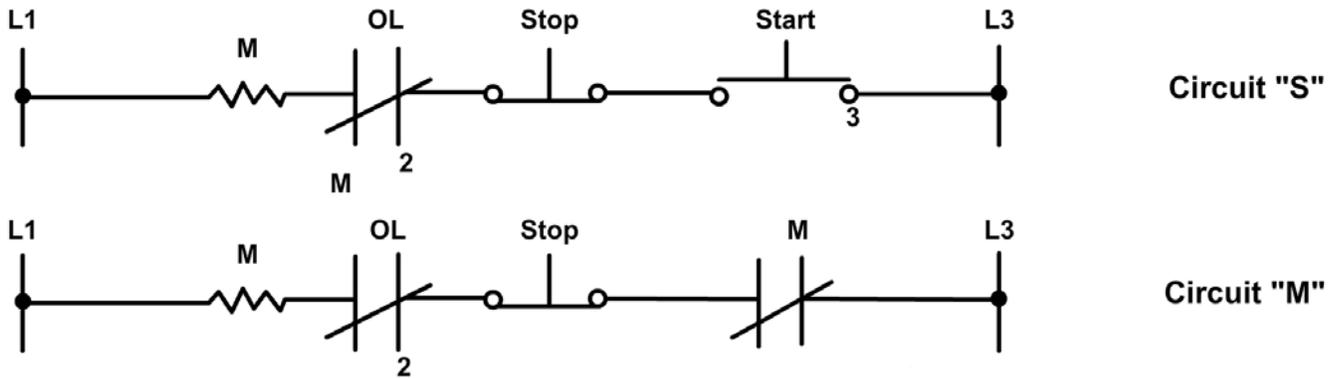 L1 OL Stop Start L3
M
Circuit "S"
3
2
M
L1 OL Stop M L3
M
Circuit "M"
2